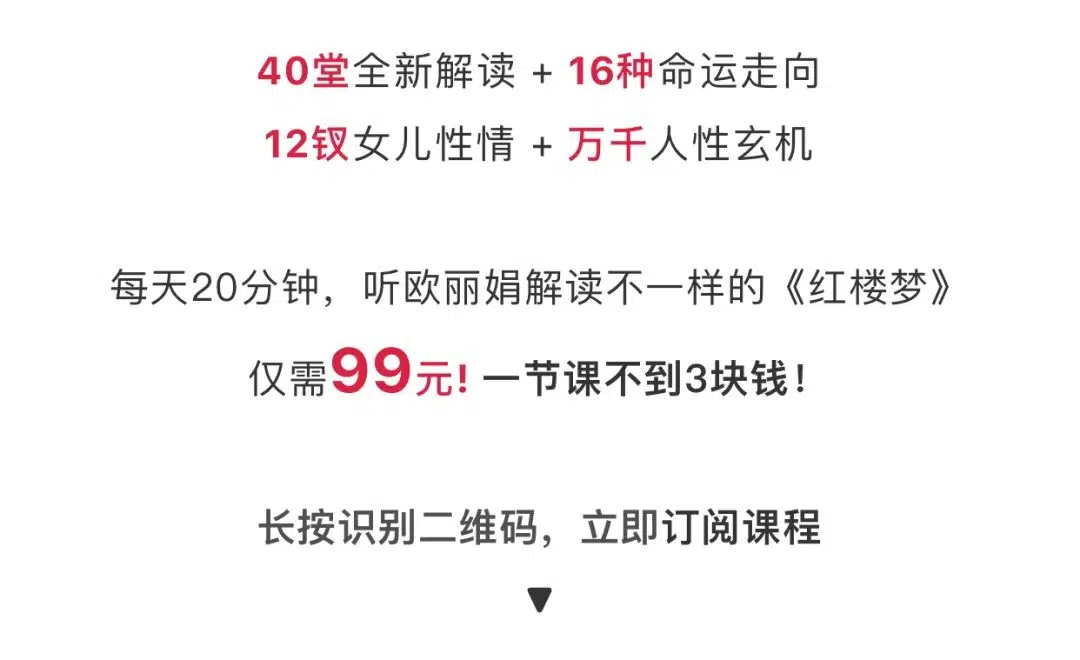 40堂全新解读 + 16种命运走向
12钗女儿性情 + 万千人性玄机
每天20分钟，听欧丽娟解读不一样的《红楼梦》
仅需99元! 一节课不到3块钱！
长按识别二维码，立即订阅课程